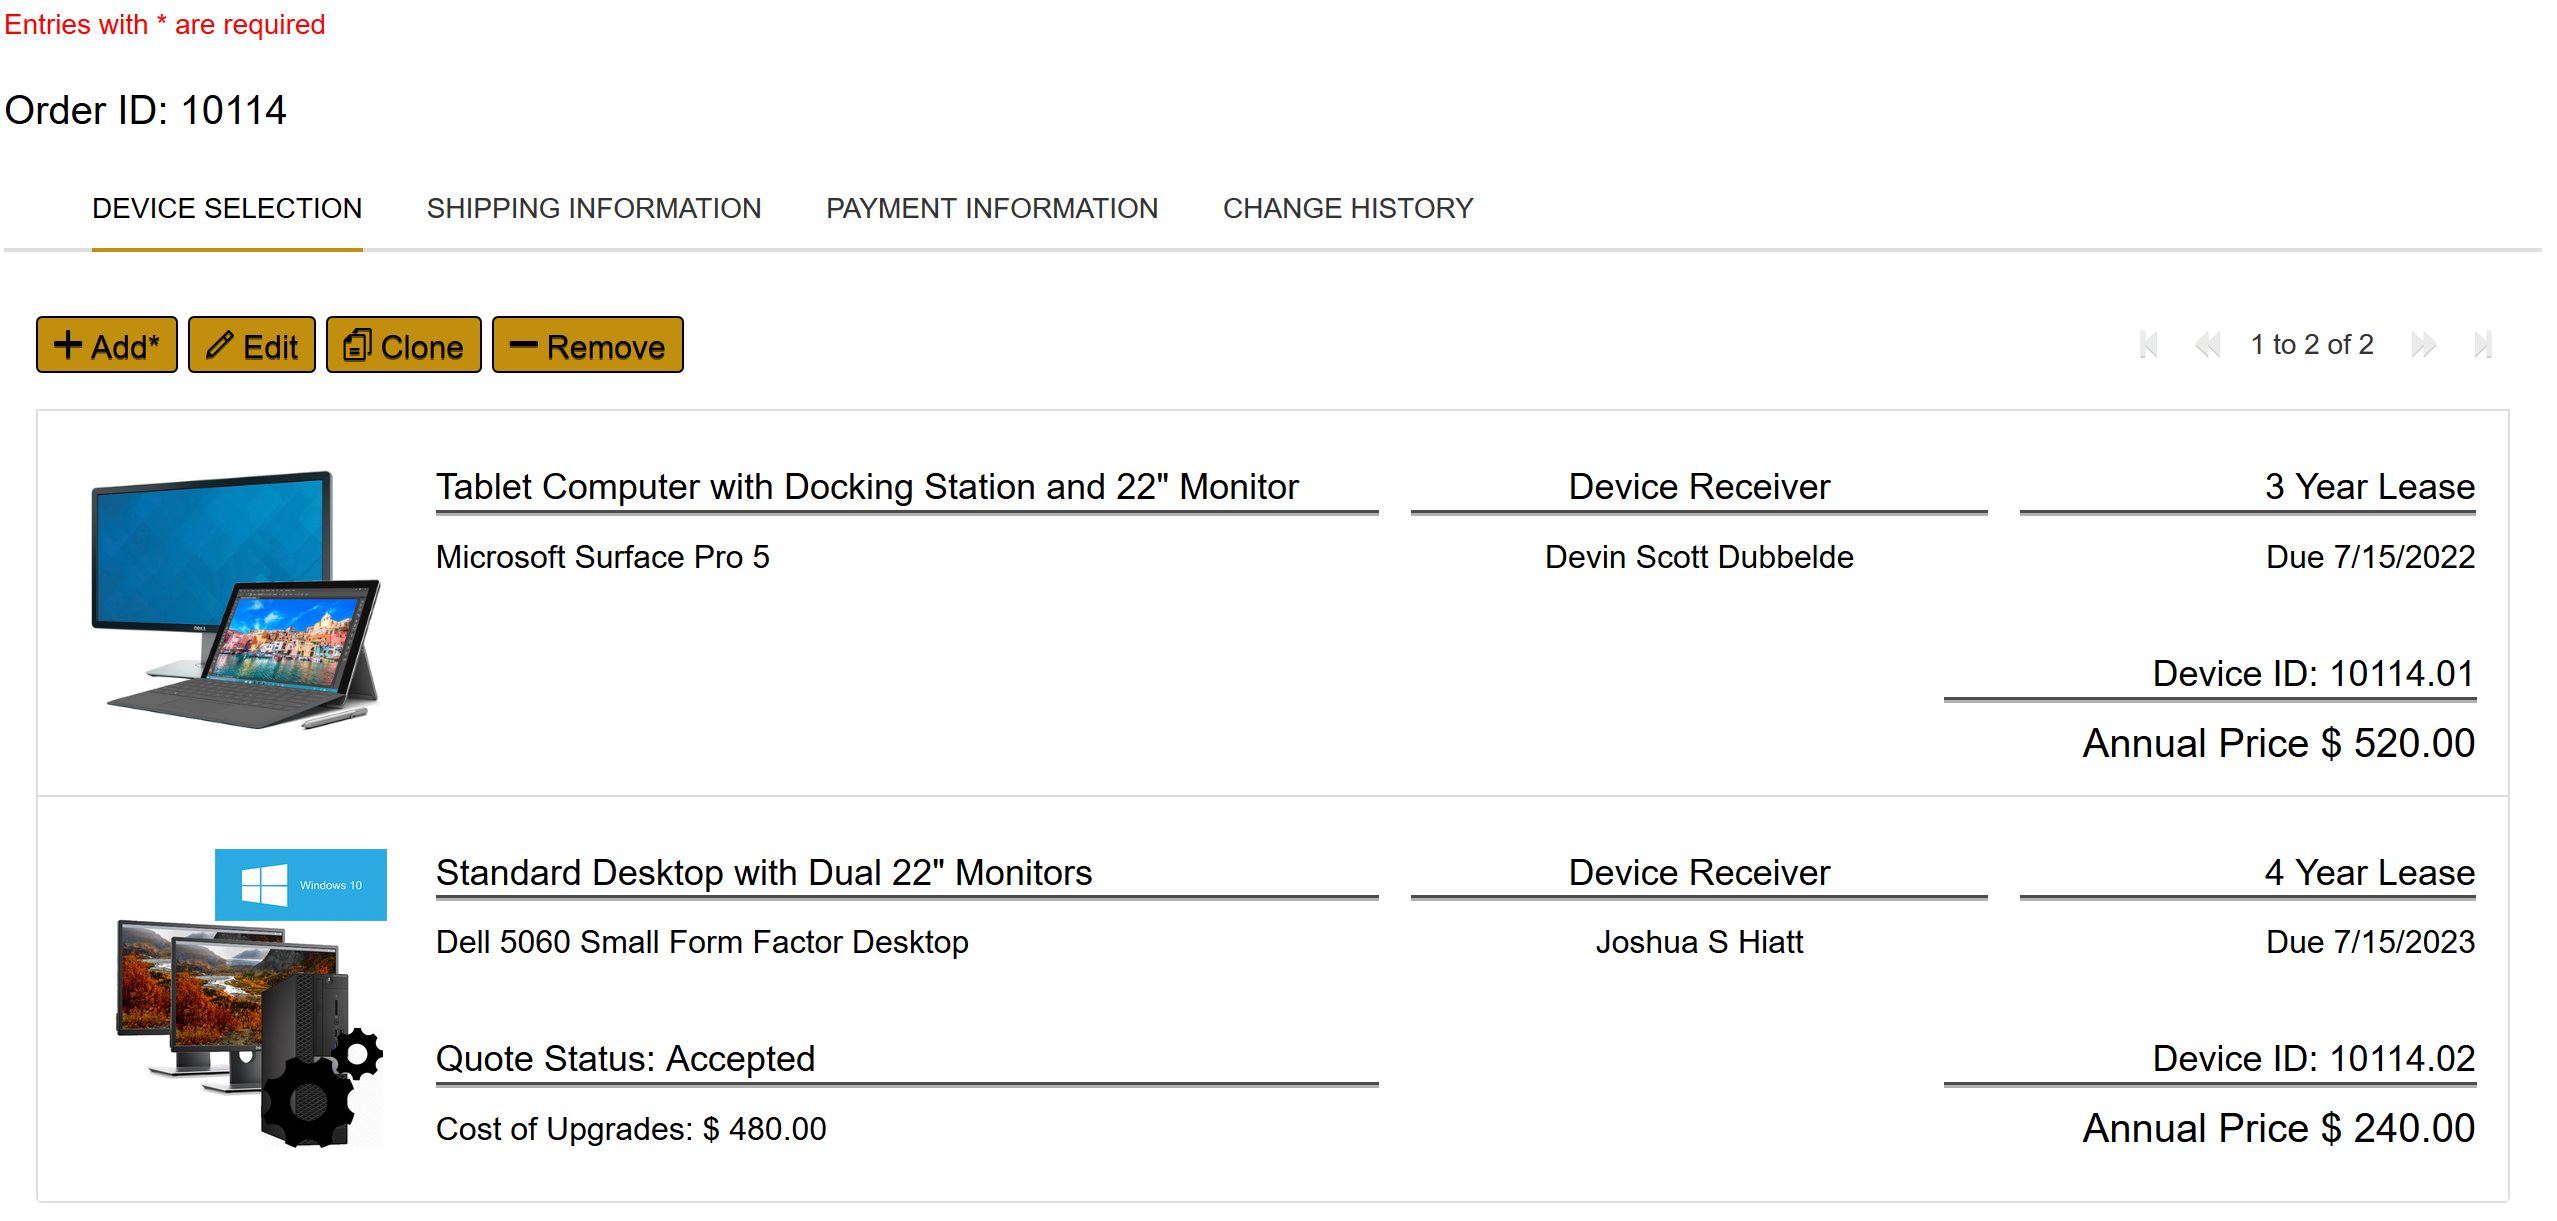 Entries with * are required
Order ID: 10114
DEVICE SELECTION SHIPPING INFORMATION PAYMENT INFORMATION CHANGE HISTORY
Add* Edit Clone Remove 1 to 2 of 2
Tablet Computer with Docking Station and 22" Monitor Device Receiver 3 Year Lease
Microsoft Surface Pro 5 Devin Scott Dubbelde Due 7/15/2022
DELL
Device ID: 10114.01
Annual Price $ 520.00
Windows 10
Standard Desktop with Dual 22" Monitors Device Receiver 4 Year Lease
Dell 5060 Small Form Factor Desktop Joshua S Hiatt Due 7/15/2023
Quote Status: Accepted Device ID: 10114.02
Cost of Upgrades: $ 480.00 Annual Price $ 240.00